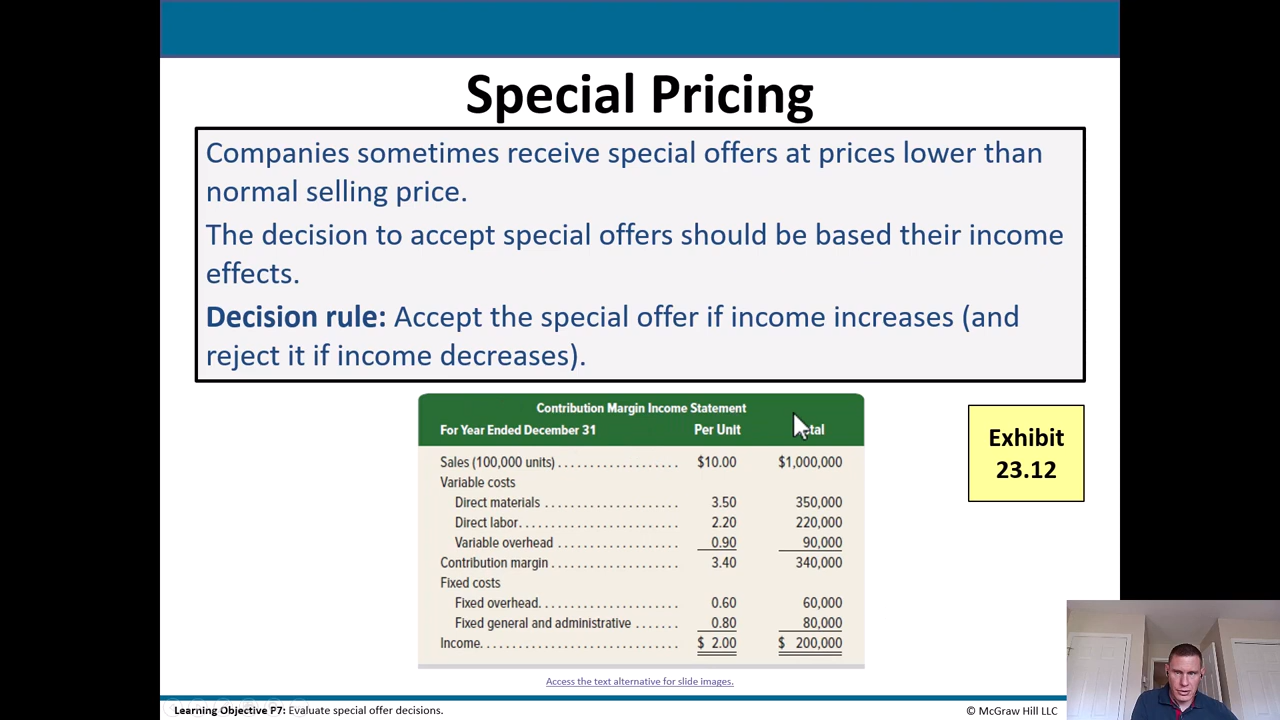 Special Pricing
Companies sometimes receive special offers at prices lower than
normal selling price.
The decision to accept special offers should be based their income
effects.
Decision rule: Accept the special offer if income increases (and
reject it if income decreases).
Contribution Margin Income Statement
For Year Ended December 31 Per Unit
Sales (100,000 units) $10.00 $1,000,000
Variable costs
Direct materials 3.50 350,000
Direct labor 2.20 220,000
Variable overhead 0.90 90,000
Contribution margin 3.40 340,000
Fixed costs
Fixed overhead 0.60 60,000
Fixed general and administrative 0.80 80,000
Income $ 2.00 $ 200,000
Exhibit
23.12
Access the text alternative for slide images.
Learning Objective P7: Evaluate special offer decisions.
© McGraw Hill LLC